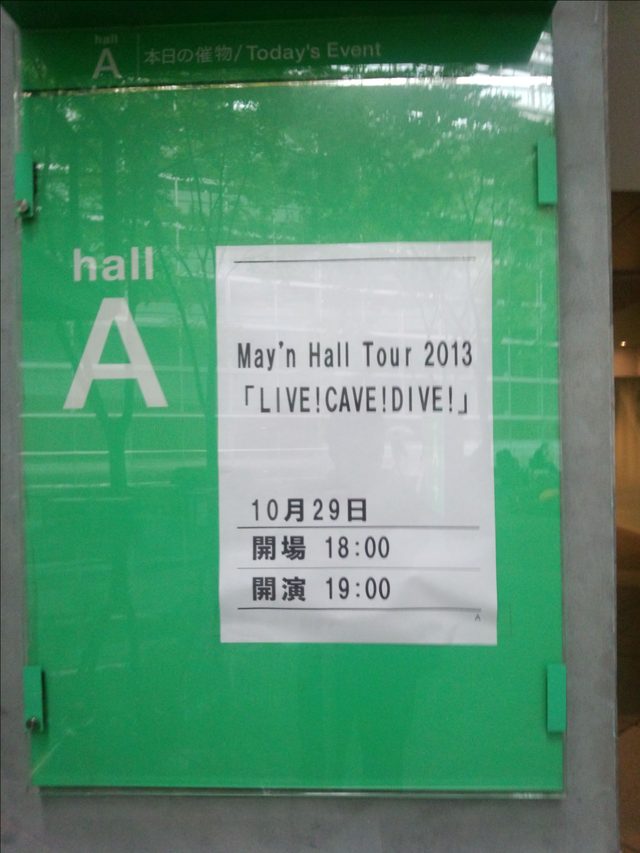 hall
A
本日の催物/Today's Event
hall
A
May'n Hall Tour 2013
「LIVE!CAVE!DIVE!」
10月29日
開場 18:00
開演 19:00
A